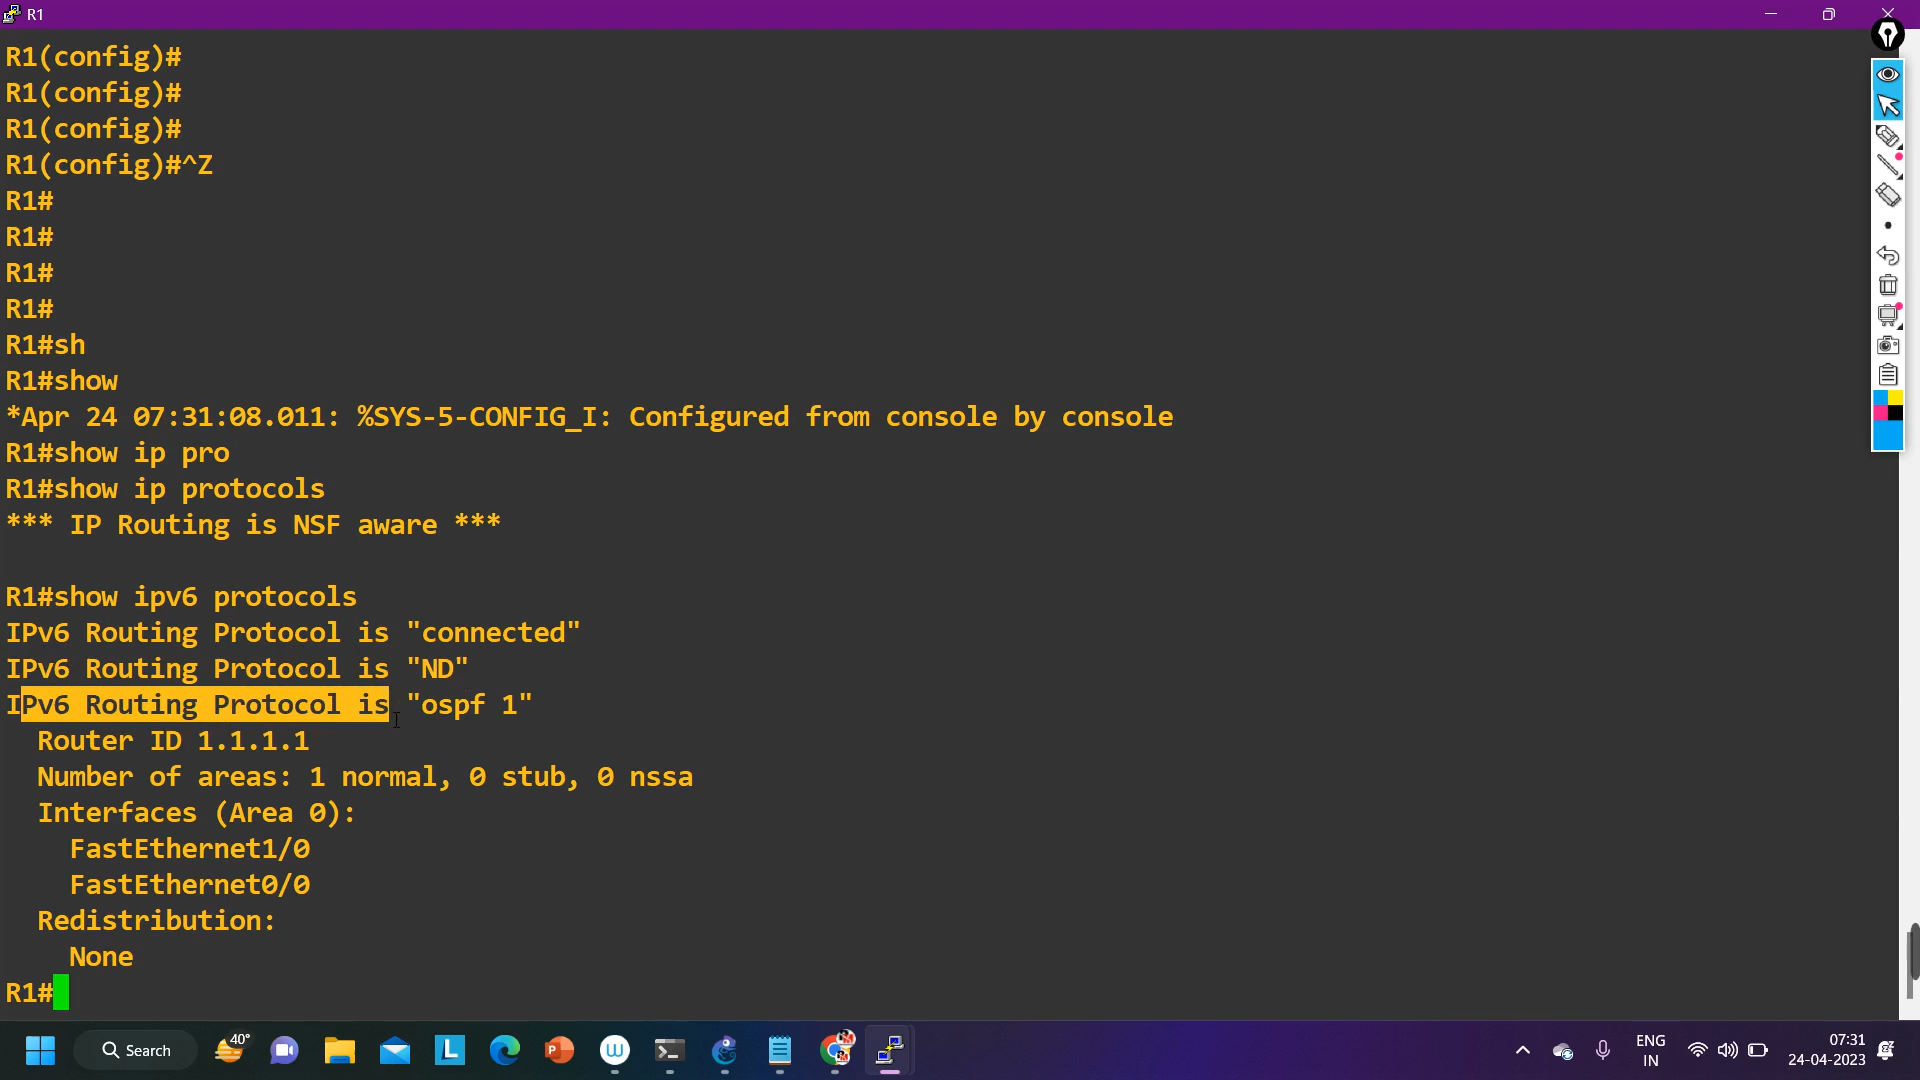 R1
R1(config)#
R1(config)#
R1(config)#
R1(config)#^Z
R1#
R1#
R1#
R1#
R1#sh
R1#show
*Apr 24 07:31:08.011: %SYS-5-CONFIG_I: Configured from console by console
R1#show ip pro
R1#show ip protocols
*** IP Routing is NSF aware ***
R1#show ipv6 protocols
IPv6 Routing Protocol is "connected"
IPv6 Routing Protocol is "ND"
IPv6 Routing Protocol is "ospf 1"
Router ID 1.1.1.1
Number of areas: 1 normal, 0 stub, 0 nssa
Interfaces (Area 0):
FastEthernet1/0
FastEthernet0/0
Redistribution:
None
R1#
Search
40°
ENG
IN
07:31
24-04-2023